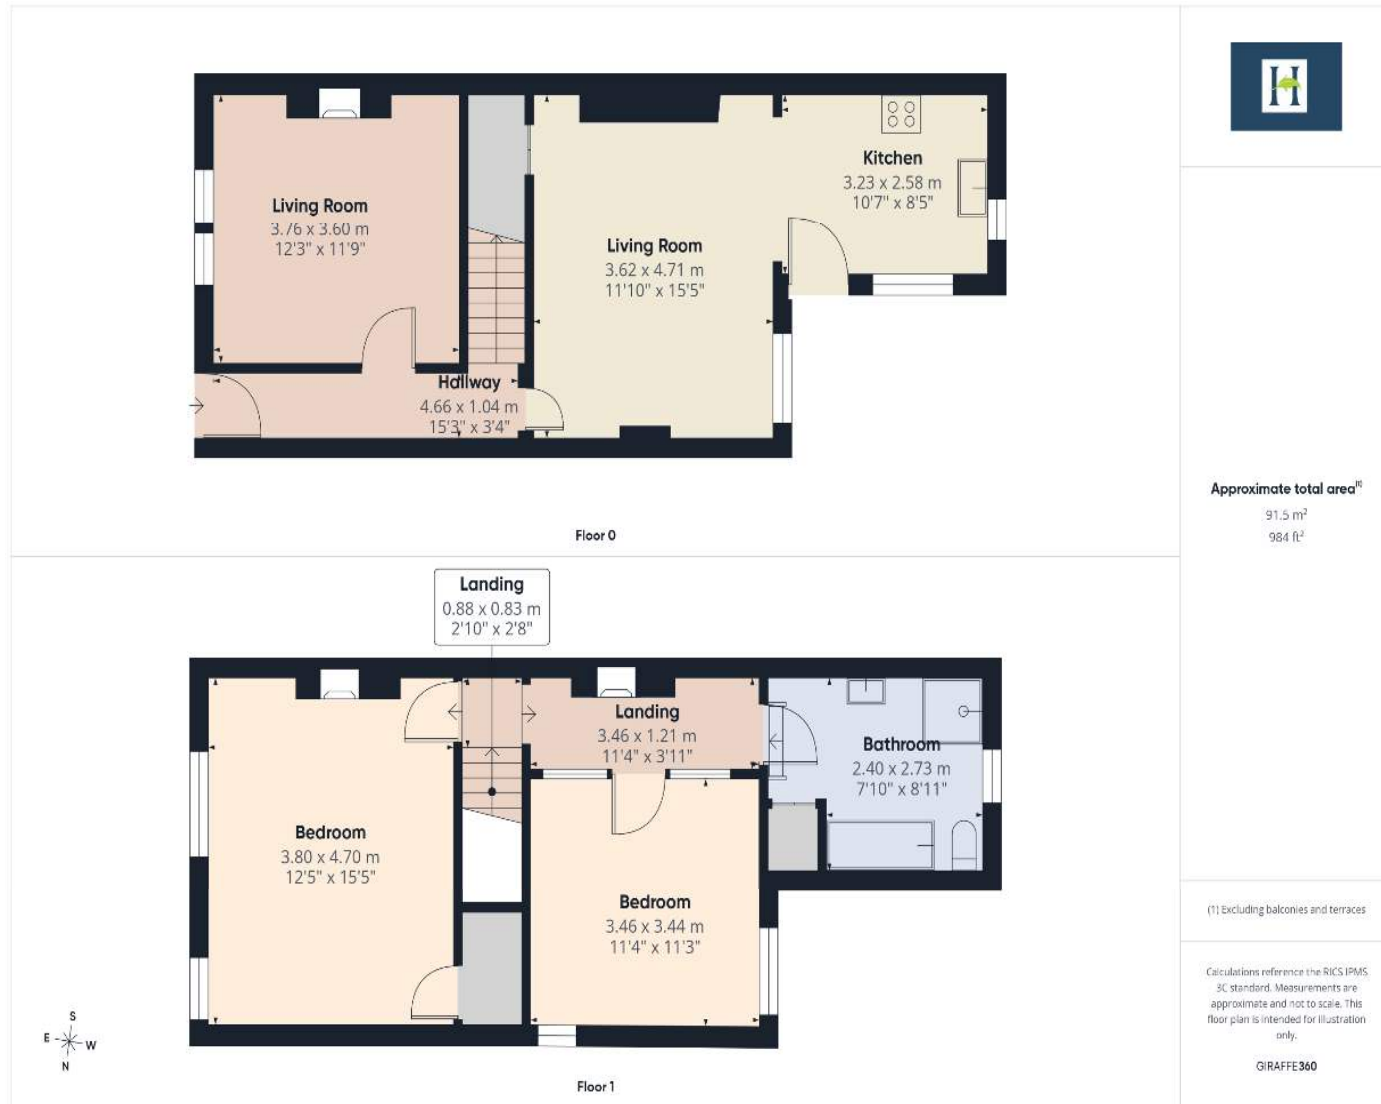 H
Living Room
3.76 x 3.60 m
12'3" x 11'9"
Kitchen
3.23 x 2.58 m
10'7" x 8'5"
Living Room
3.62 x 4.71 m
11'10" x 15'5"
Hallway
4.66 x 1.04 m
15'3" x 3'4"
Floor 0
Approximate total area(1)
91.5 m²
984 ft²
Landing
0.88 x 0.83 m
2'10" x 2'8"
Landing
3.46 x 1.21 m
11'4" x 3'11"
Bathroom
2.40 x 2.73 m
7'10" x 8'11"
Bedroom
3.80 x 4.70 m
12'5" x 15'5"
Bedroom
3.46 x 3.44 m
11'4" x 11'3"
S
E
W
N
Floor 1
(1) Excluding balconies and terraces
Calculations reference the RICS IPMS
3C standard. Measurements are
approximate and not to scale. This
floor plan is intended for illustration
only.
GIRAFFE360